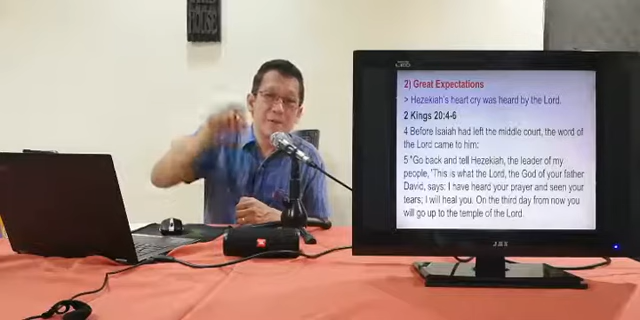 HOUSE
2) Great Expectations
> Hezekiah's heart cry was heard by the Lord.
2 Kings 20:4-6
4 Before Isaiah had left the middle court, the word of
the Lord came to him:
5 "Go back and tell Hezekiah, the leader of my
people, 'This is what the Lord, the God of your father
David, says: I have heard your prayer and seen your
tears; I will heal you. On the third day from now you
will go up to the temple of the Lord.